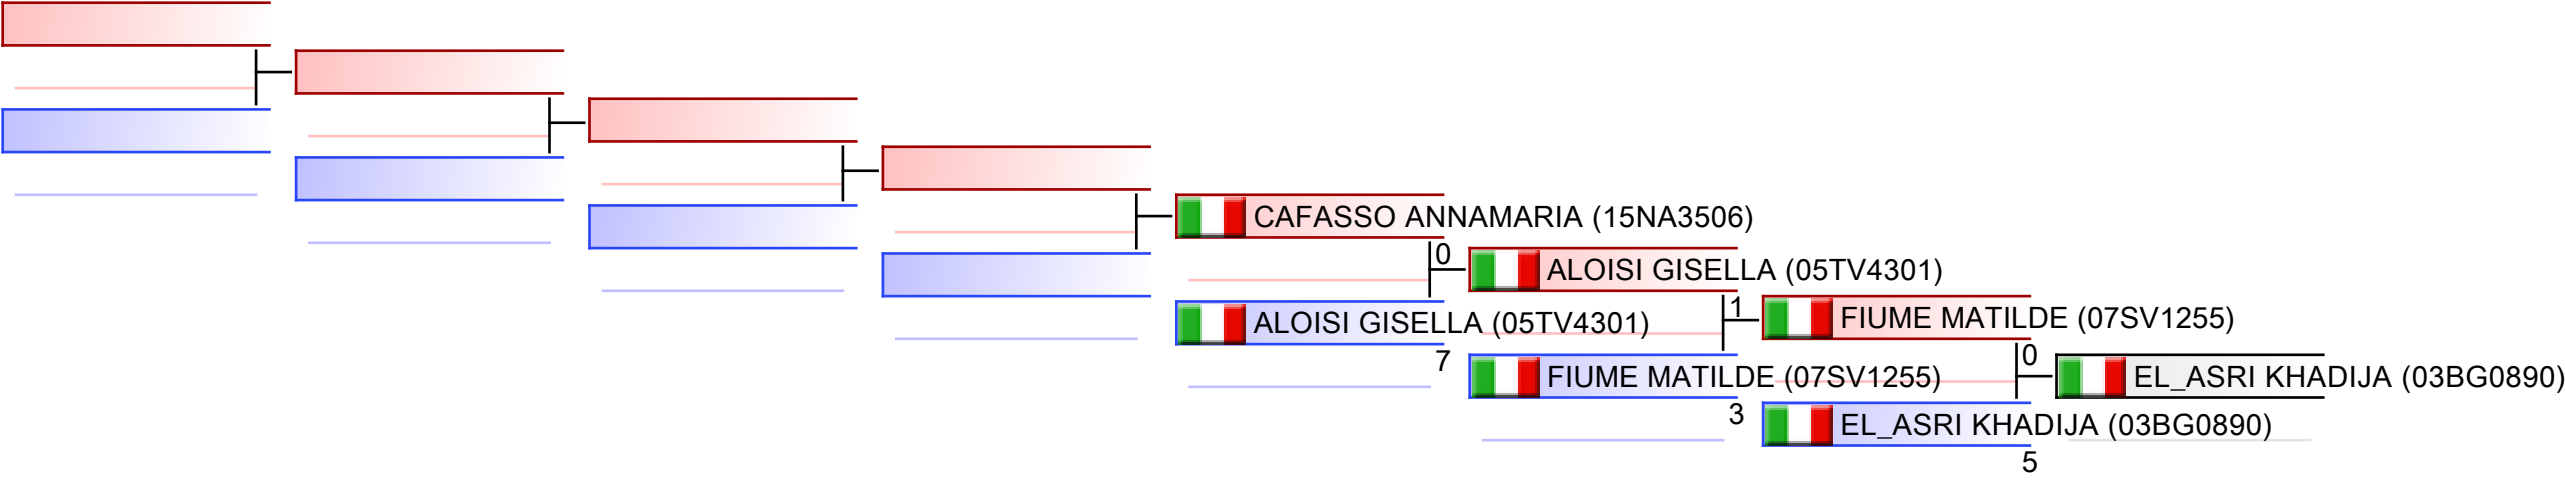 CAFASSO ANNAMARIA (15NA3506)
0
ALOISI GISELLA (05TV4301)
ALOISI GISELLA (05TV4301)
7
1
FIUME MATILDE (07SV1255)
FIUME MATILDE (07SV1255)
3
0
EL_ASRI KHADIJA (03BG0890)
EL_ASRI KHADIJA (03BG0890)
5